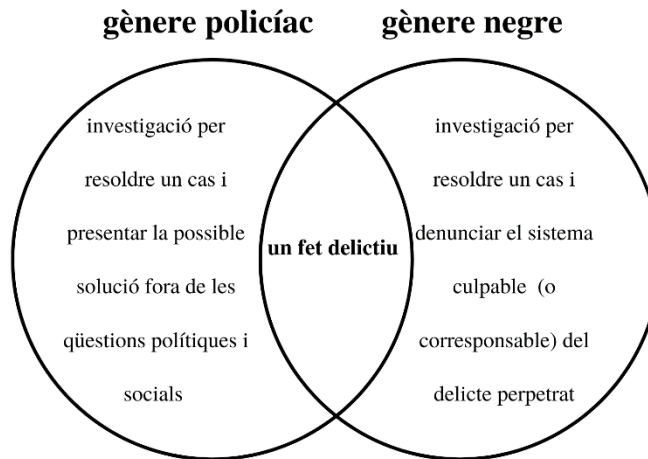 gènere policíac
gènere negre
investigació per
resoldre un cas i
presentar la possible
solució fora de les
qüestions polítiques i
socials
un fet delictiu
investigació per
resoldre un cas i
denunciar el sistema
culpable (o
corresponsable) del
delicte perpetrat